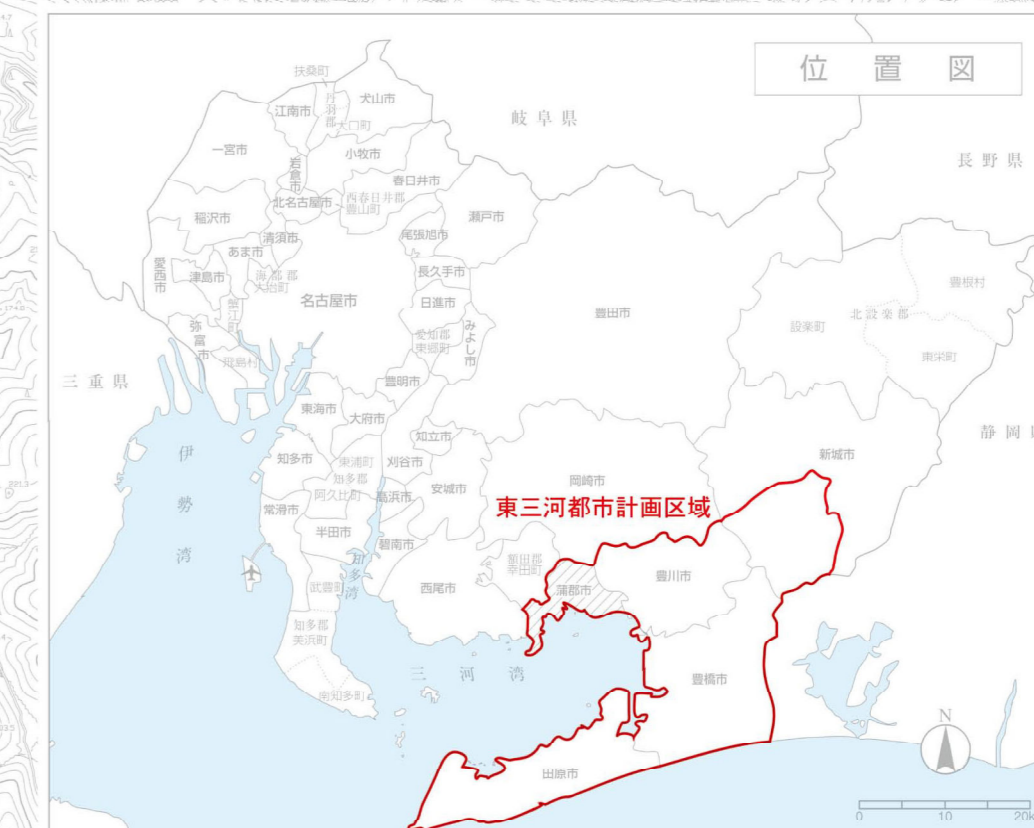 位置図
扶桑町
丹羽郡
犬山市
江南市
大口町
岐阜県
長野県
一宮市
岩倉市
小牧市
春日井市
西春日井郡
豊山町
北名古屋市
稲沢市
瀬戸市
清須市
尾張旭市
あま市
愛西市
津島市
海部郡
大治町
長久手市
蟹江町
名古屋市
日進市
豊田市
設楽町
北設楽郡
豊根村
東栄町
弥富市
飛島村
愛知郡
東郷町
みよし市
三重県
豊明市
東海市
大府市
静岡
知立市
知多市
東浦町
刈谷市
新城市
伊勢湾
知多郡
阿久比町
高浜市
安城市
岡崎市
常滑市
東三河都市計画区域
半田市
碧南市
額田郡
幸田町
知多湾
武豊町
西尾市
蒲郡市
豊川市
知多郡
美浜町
三河湾
豊橋市
南知多町
N
田原市
0 10 20